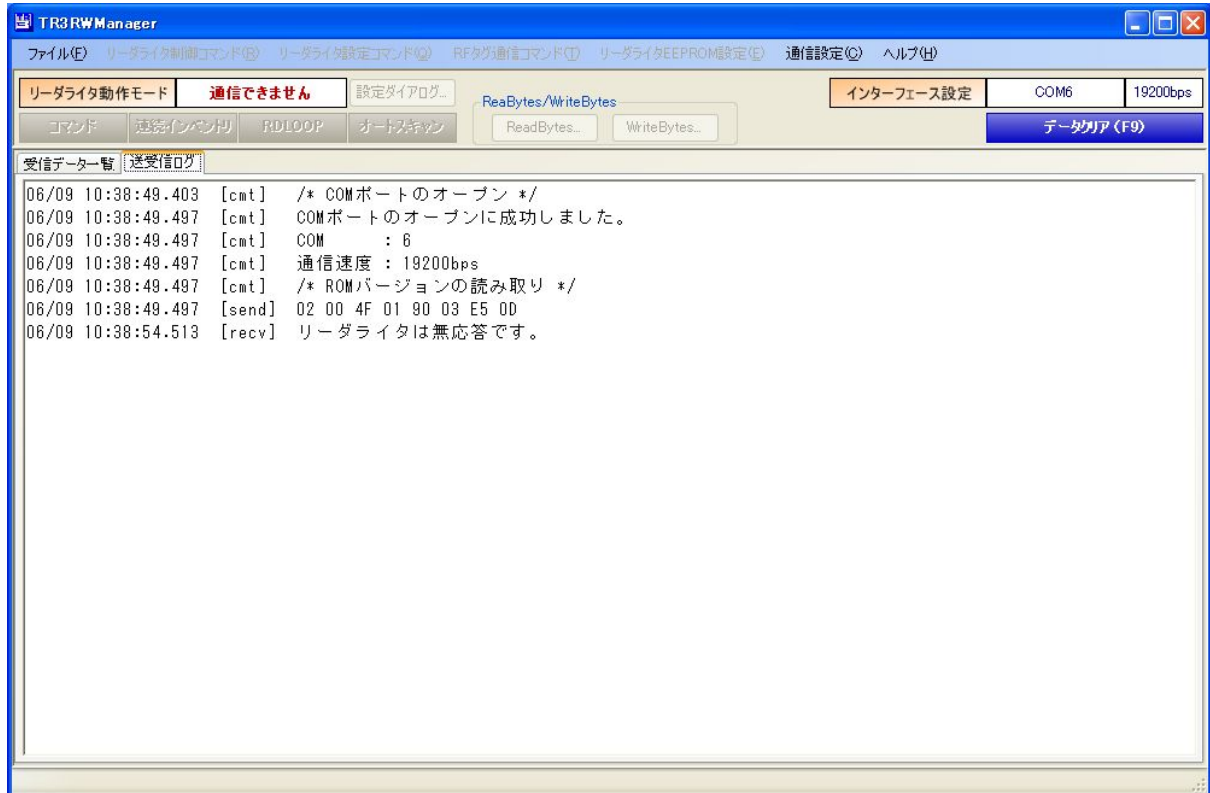 TR3RWManager
ファイル(F) リーダライタ制御コマンド(R) リーダライタ設定コマンド(Q) RFタグ通信コマンド(T) リーダライタEEPROM設定(E) 通信設定(C) ヘルプ(H)
リーダライタ動作モード 通信できません 設定ダイアログ... ReaBytes/WriteBytes インターフェース設定 COM6 19200bps
コマンド 連続インベントリ RDLOOP オートスキャン ReadBytes... WriteBytes... データクリア (F9)
受信データ一覧 送受信ログ
06/09 10:38:49.403 [cmt] /* COMポートのオープン */
06/09 10:38:49.497 [cmt] COMポートのオープンに成功しました。
06/09 10:38:49.497 [cmt] COM : 6
06/09 10:38:49.497 [cmt] 通信速度 : 19200bps
06/09 10:38:49.497 [cmt] /* ROMバージョンの読み取り */
06/09 10:38:49.497 [send] 02 00 4F 01 90 03 E5 0D
06/09 10:38:54.513 [recv] リーダライタは無応答です。